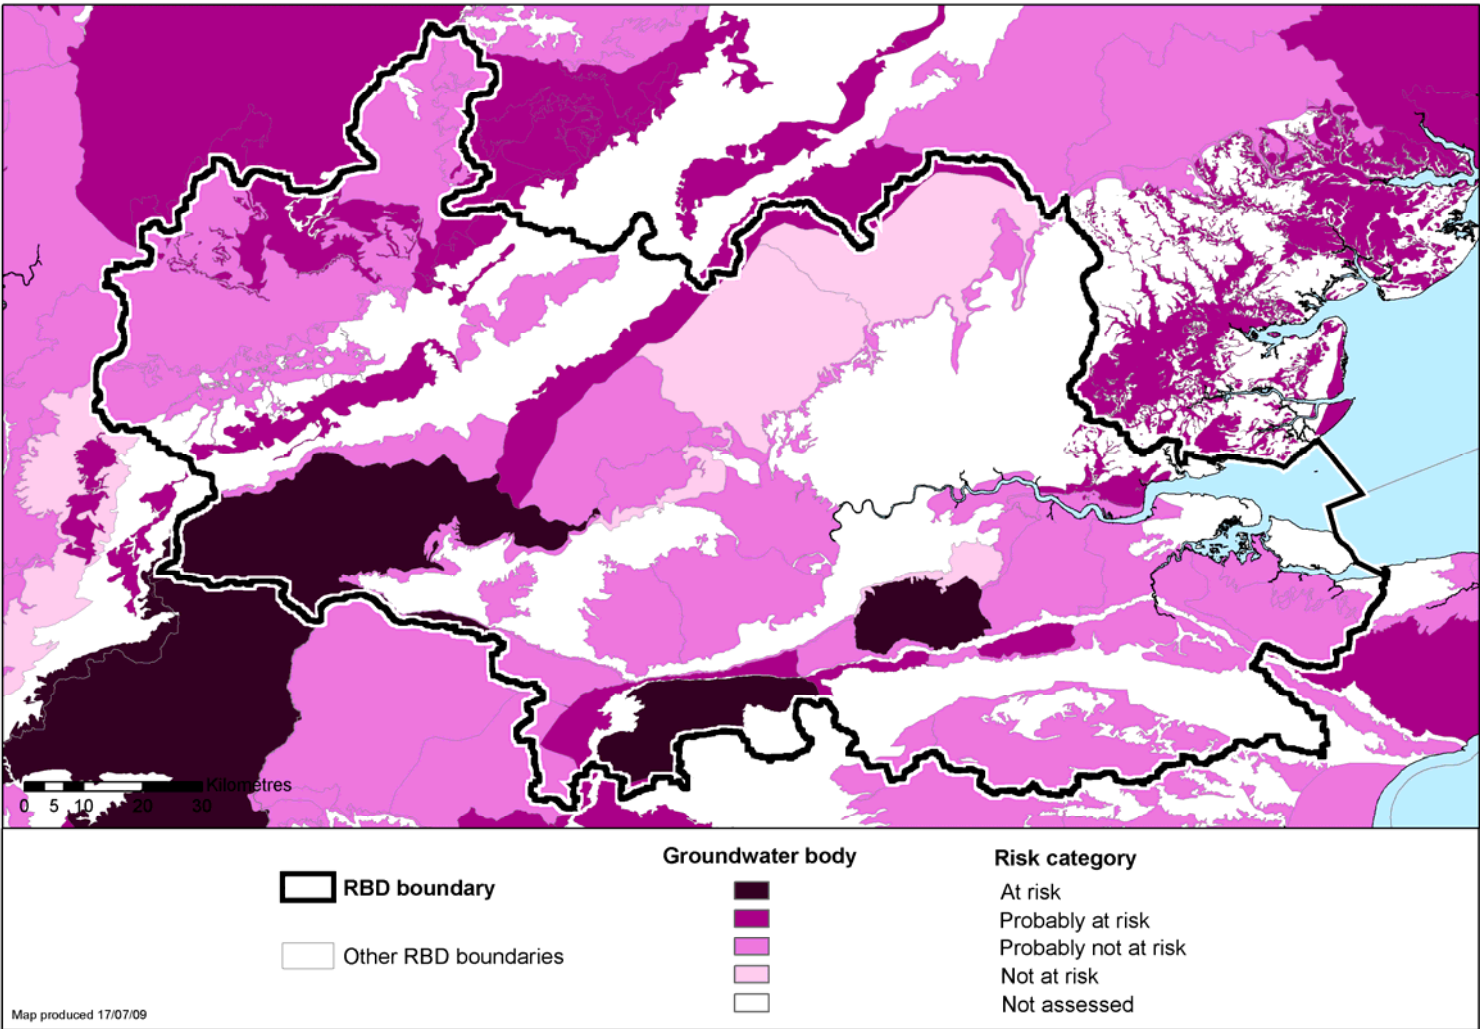 Kilometres
0 5 10 20 30
Groundwater body Risk category
RBD boundary
At risk
Probably at risk
Probably not at risk
Other RBD boundaries
Not at risk
Not assessed
Map produced 17/07/09